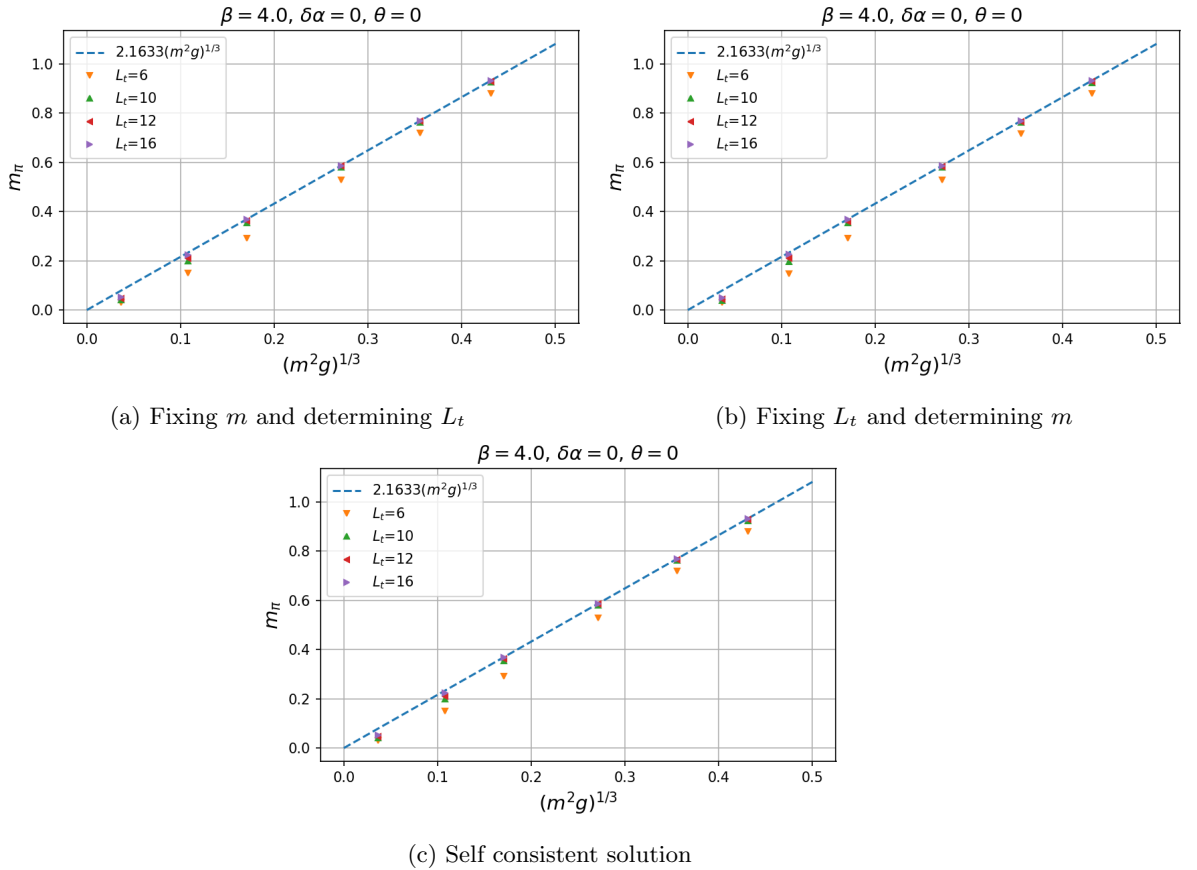 β = 4.0, δα = 0, θ = 0
2.1633(m²g)^{1/3}
L_t=6
L_t=10
L_t=12
L_t=16
1.0
0.8
0.6
0.4
0.2
0.0
m_π
0.0 0.1 0.2 0.3 0.4 0.5
(m²g)^{1/3}
(a) Fixing m and determining L_t
β = 4.0, δα = 0, θ = 0
2.1633(m²g)^{1/3}
L_t=6
L_t=10
L_t=12
L_t=16
1.0
0.8
0.6
0.4
0.2
0.0
m_π
0.0 0.1 0.2 0.3 0.4 0.5
(m²g)^{1/3}
(b) Fixing L_t and determining m
β = 4.0, δα = 0, θ = 0
2.1633(m²g)^{1/3}
L_t=6
L_t=10
L_t=12
L_t=16
1.0
0.8
0.6
0.4
0.2
0.0
m_π
0.0 0.1 0.2 0.3 0.4 0.5
(m²g)^{1/3}
(c) Self consistent solution